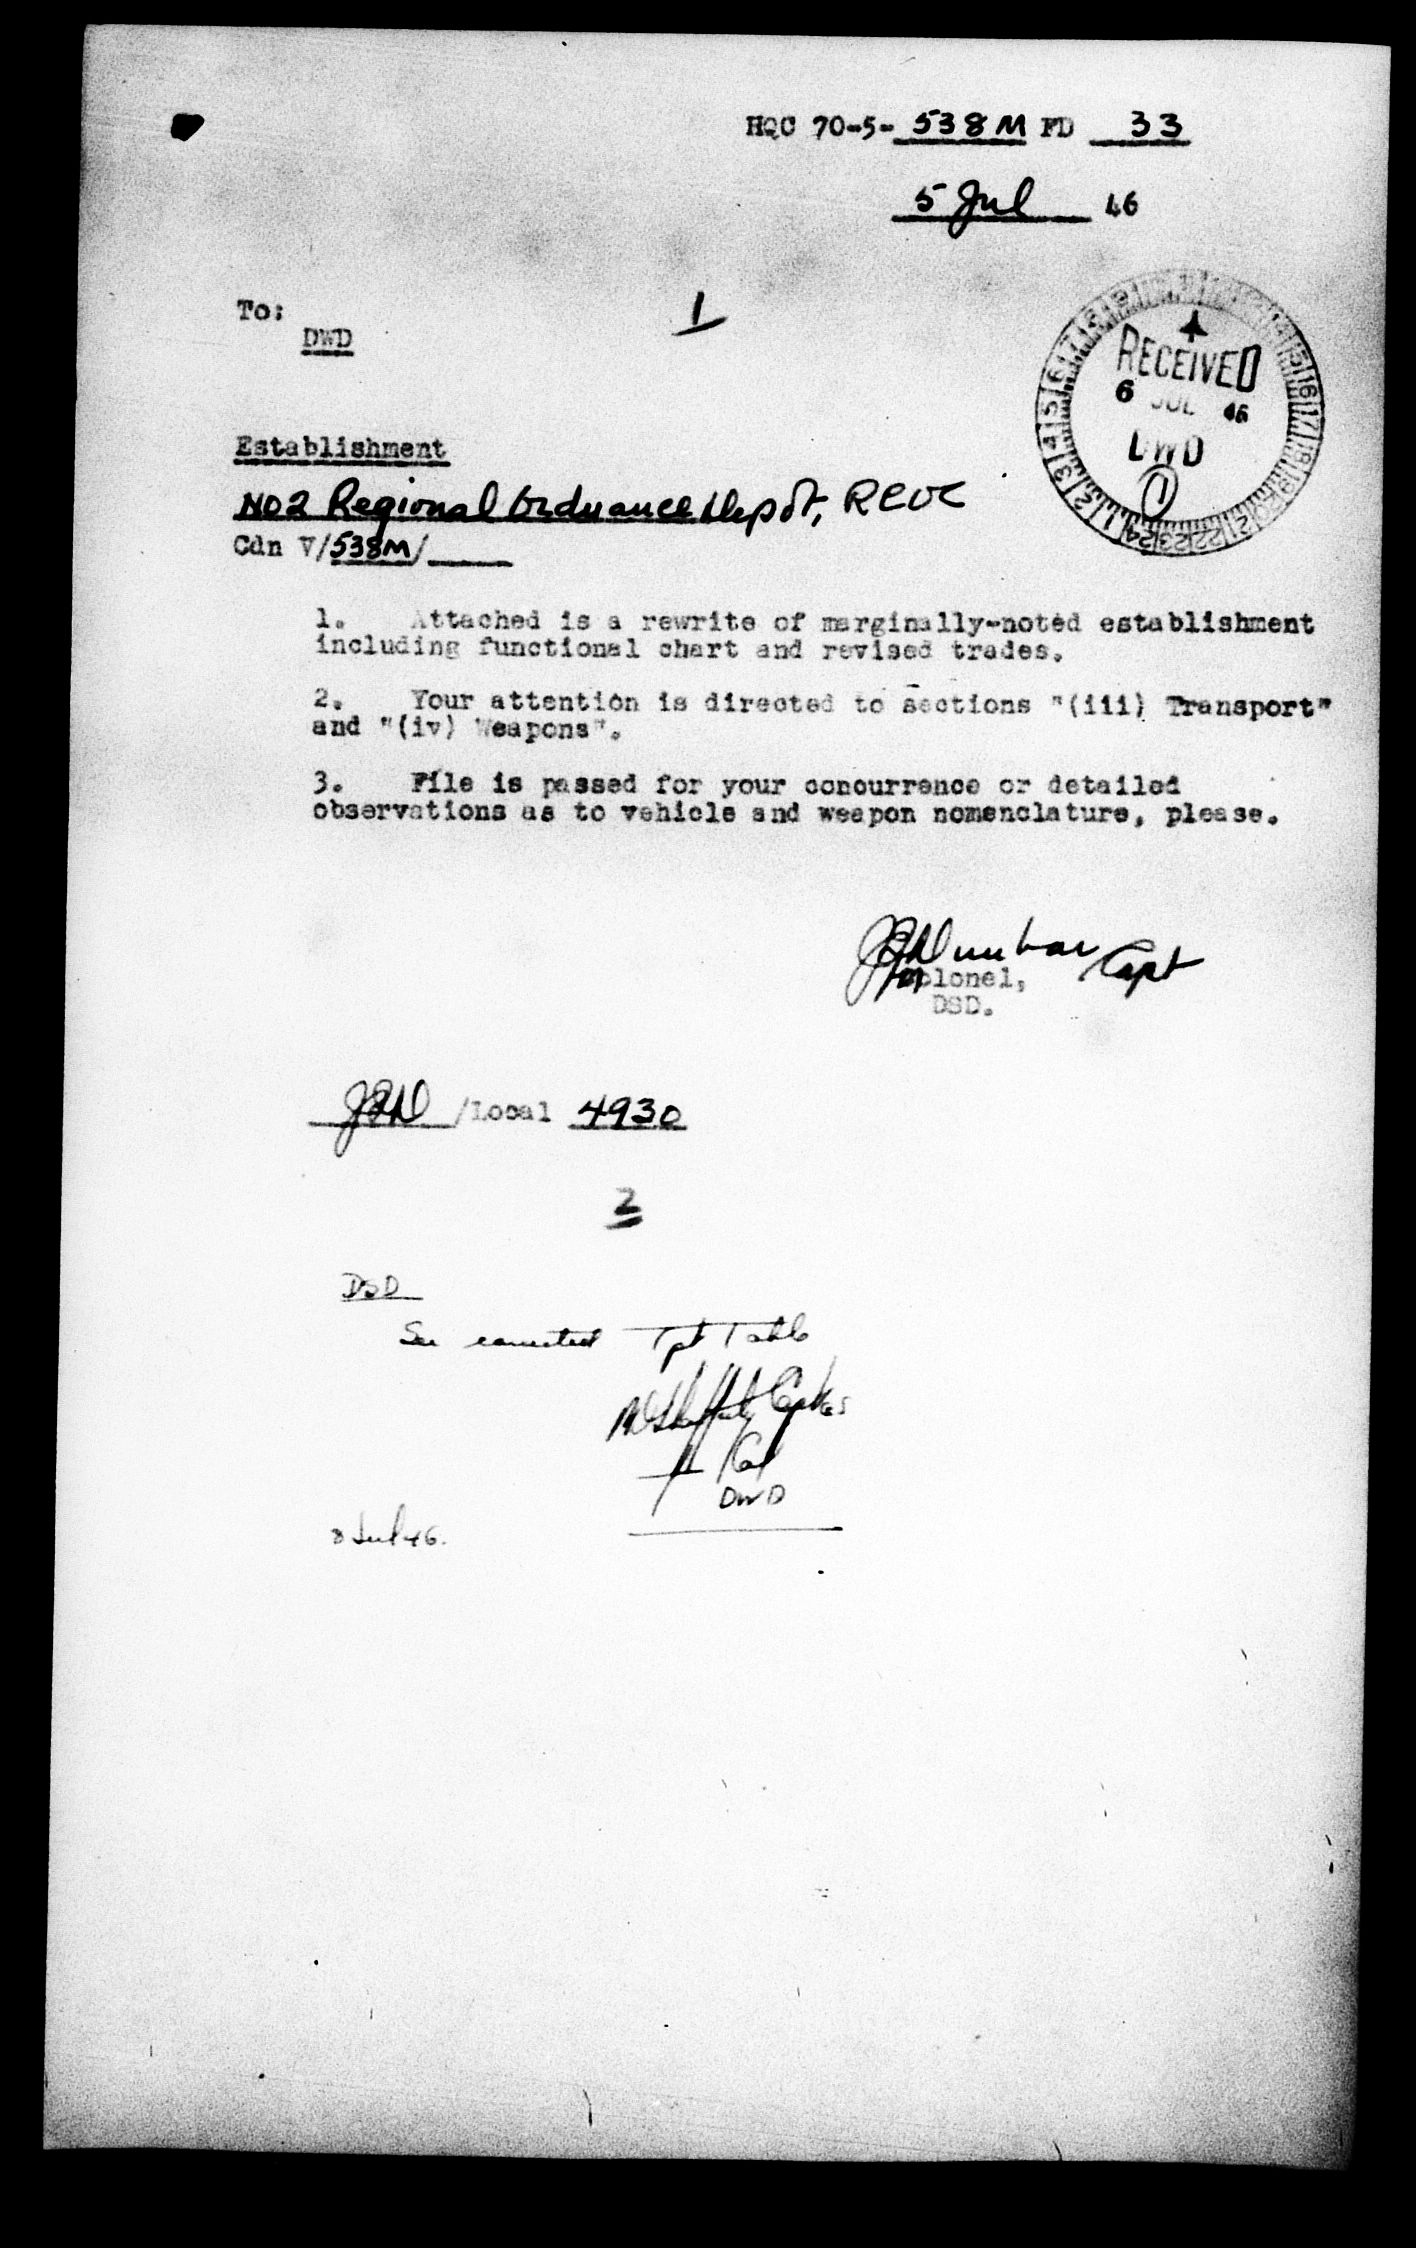 HQC 70-5- 538M FD 33
5 Jul 46
To:
DWD
1
RECEIVED
6 JUL 46
DWD
1
Establishment
No 2 Regional Ordnance Depot, RCOC
Cdn V/538M/
1. Attached is a rewrite of marginally-noted establishment
including functional chart and revised trades.
2. Your attention is directed to sections "(iii) Transport"
and "(iv) Weapons".
3. File is passed for your concurrence or detailed
observations as to vehicle and weapon nomenclature, please.
Dunbar Capt
Colonel,
DSD.
/Local 4930
2
DSD
See corrected Tpt Table
Capt
Col
DWD
8 Jul 46.